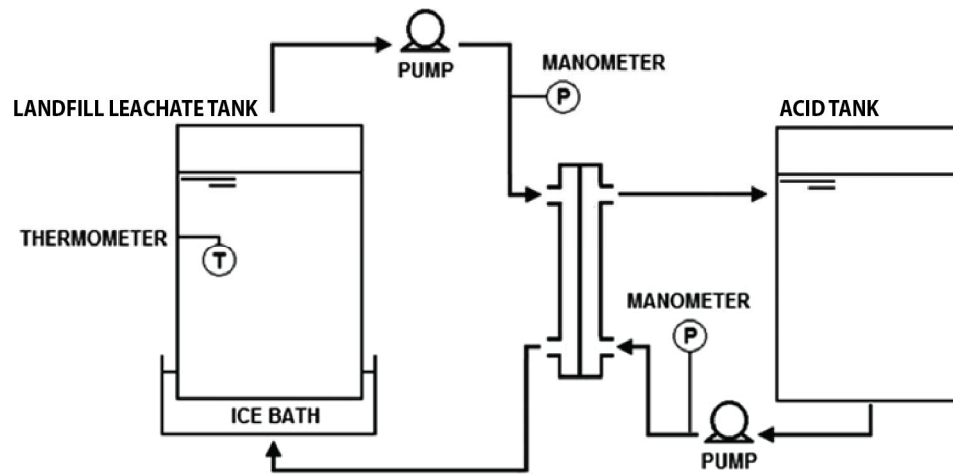 PUMP
MANOMETER
P
LANDFILL LEACHATE TANK
ACID TANK
THERMOMETER
T
MANOMETER
P
ICE BATH
PUMP